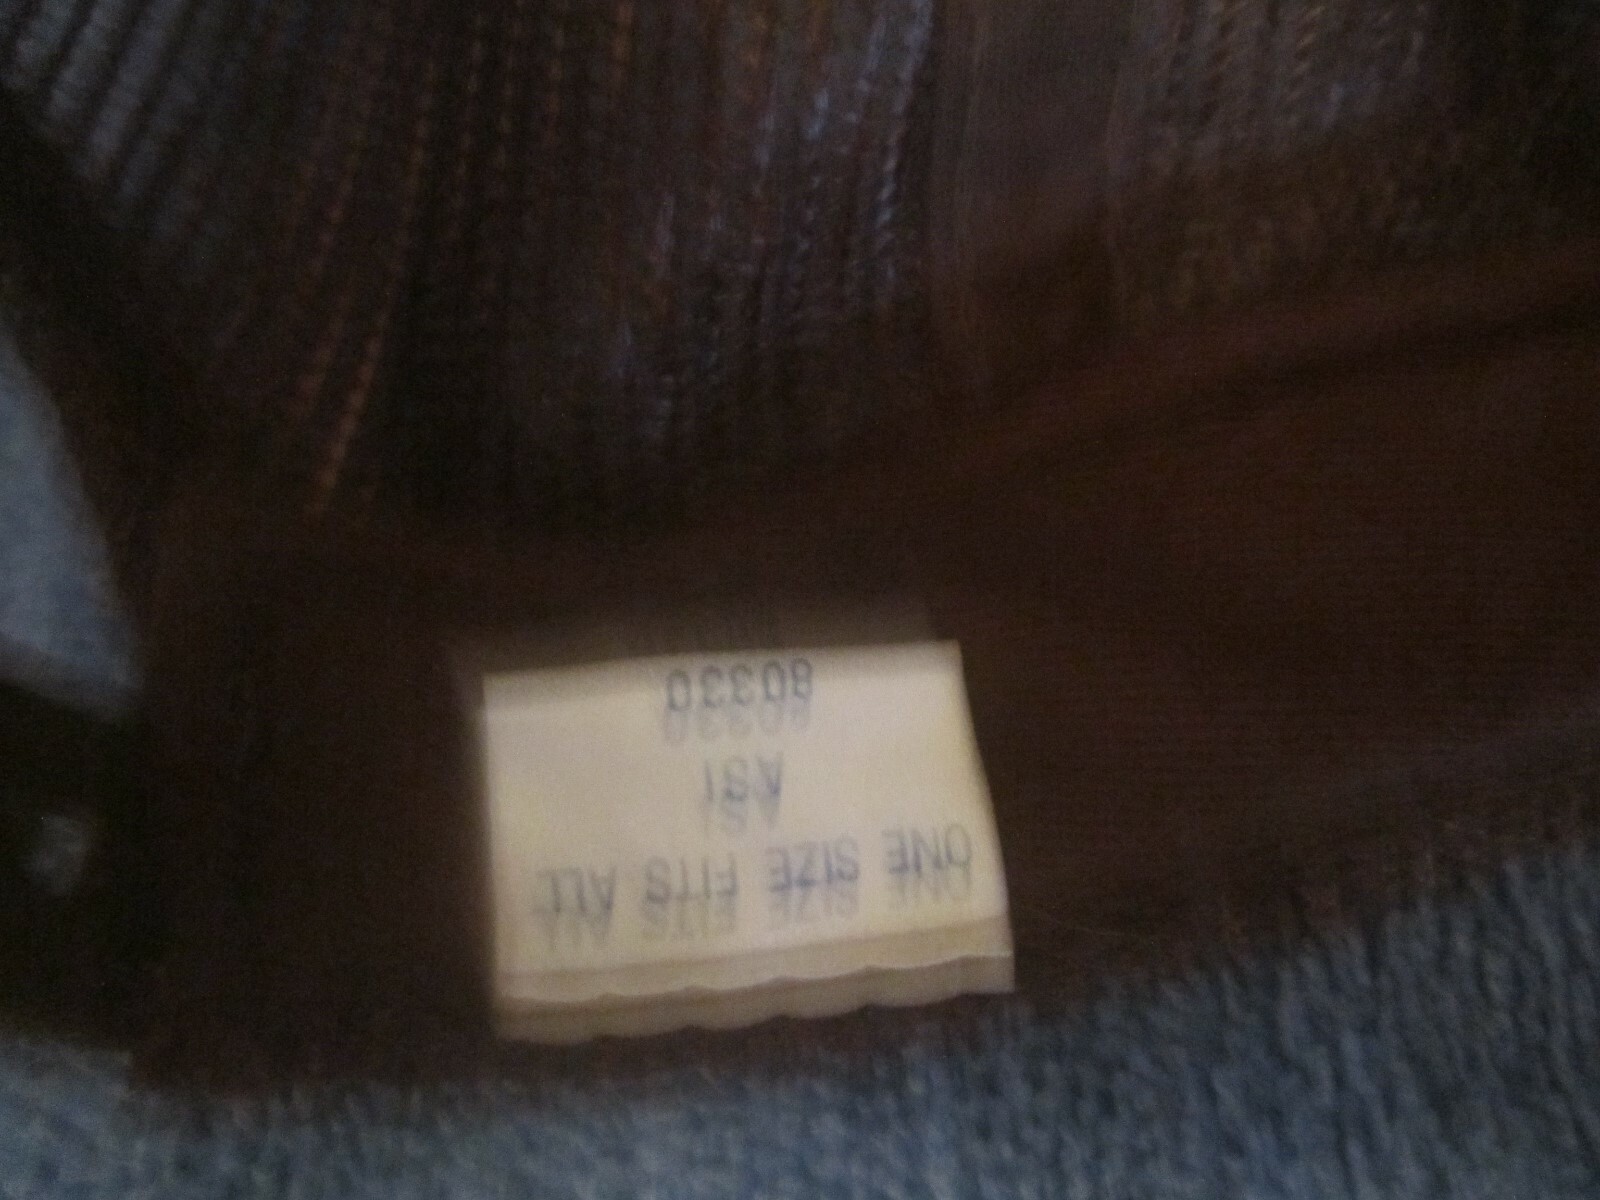 ONE SIZE FITS ALL
ASI
80330